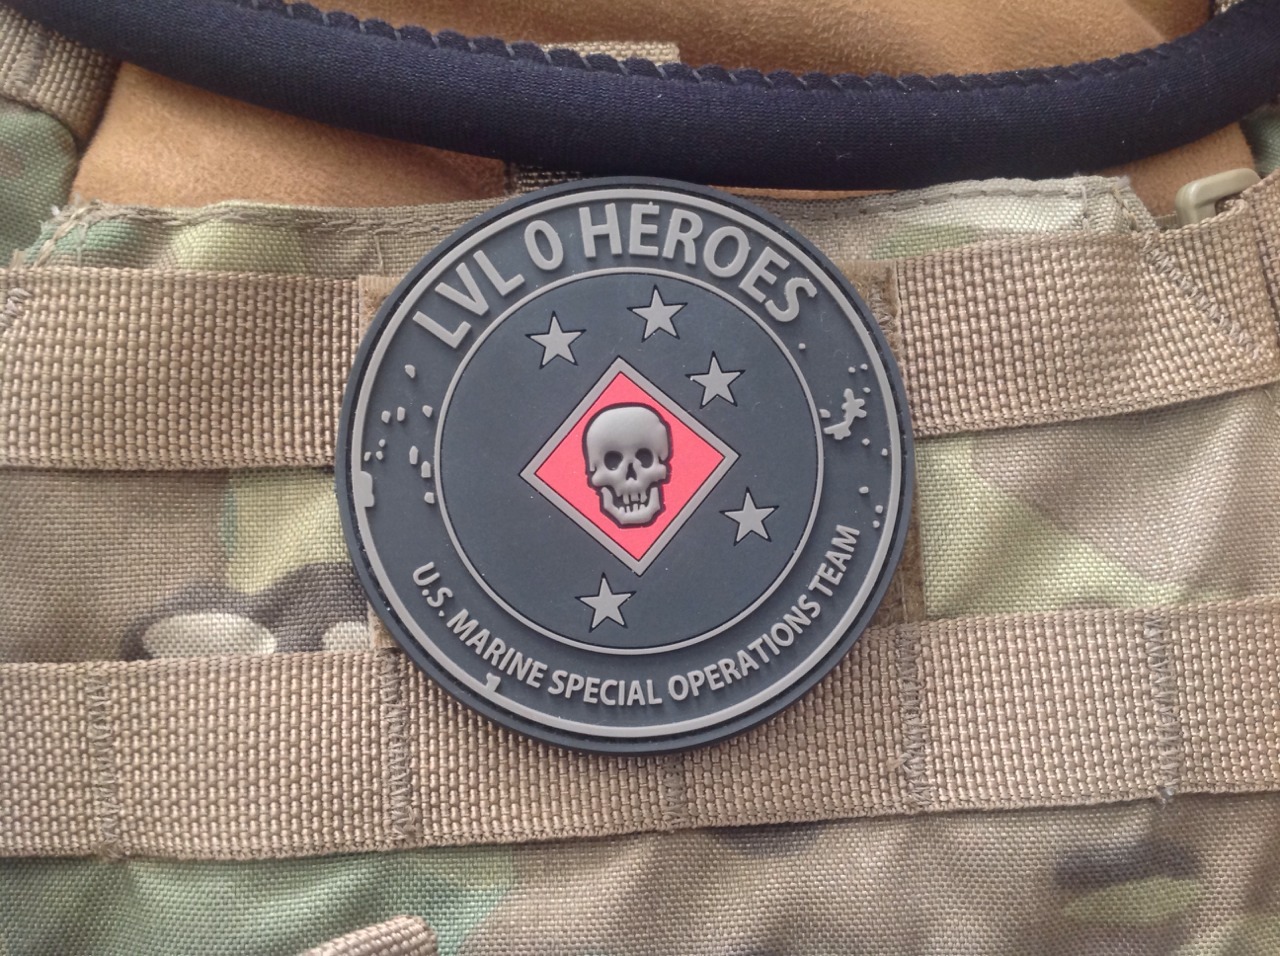 LVL 0 HEROES
U.S. MARINE SPECIAL OPERATIONS TEAM